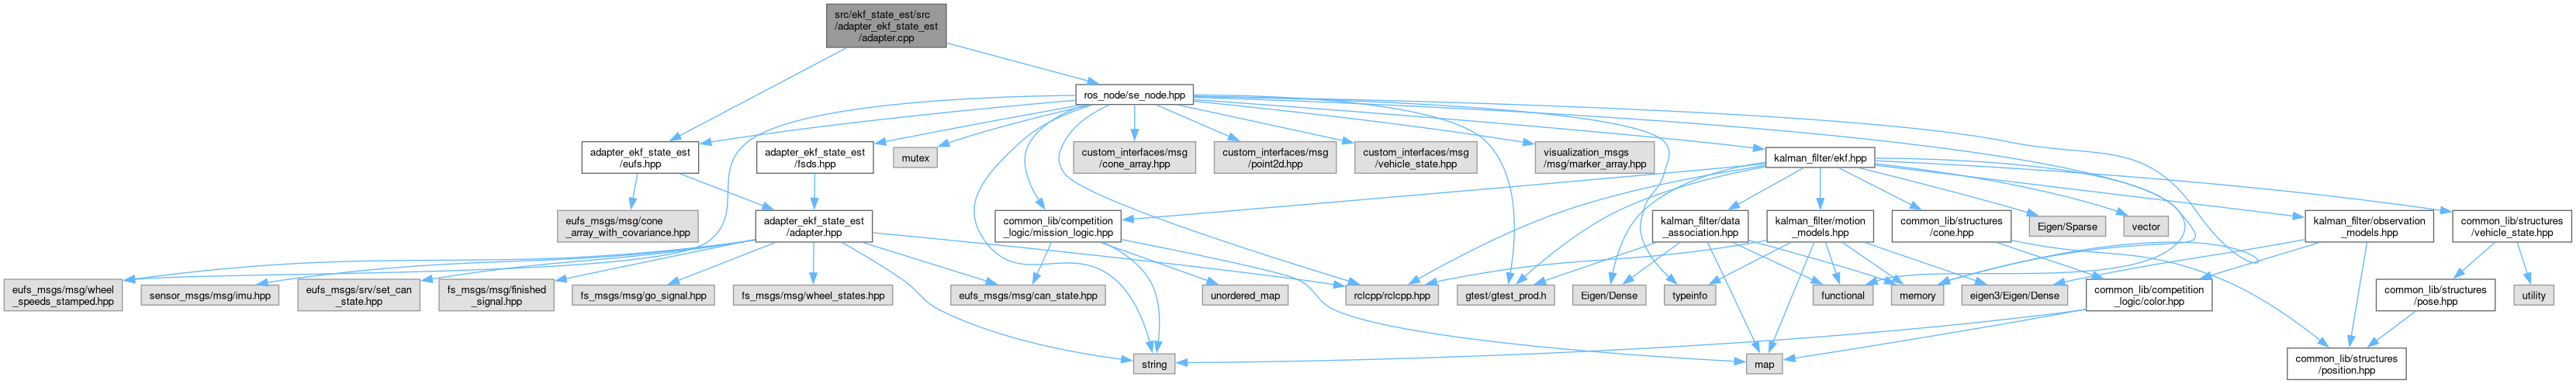 src/ekf_state_est/src
/adapter_ekf_state_est
/adapter.cpp
ros_node/se_node.hpp
adapter_ekf_state_est
/eufs.hpp
adapter_ekf_state_est
/fsds.hpp
mutex
custom_interfaces/msg
/cone_array.hpp
custom_interfaces/msg
/point2d.hpp
custom_interfaces/msg
/vehicle_state.hpp
visualization_msgs
/msg/marker_array.hpp
kalman_filter/ekf.hpp
eufs_msgs/msg/cone
_array_with_covariance.hpp
adapter_ekf_state_est
/adapter.hpp
common_lib/competition
_logic/mission_logic.hpp
kalman_filter/data
_association.hpp
kalman_filter/motion
_models.hpp
common_lib/structures
/cone.hpp
Eigen/Sparse
vector
kalman_filter/observation
_models.hpp
common_lib/structures
/vehicle_state.hpp
eufs_msgs/msg/wheel
_speeds_stamped.hpp
sensor_msgs/msg/imu.hpp
eufs_msgs/srv/set_can
_state.hpp
fs_msgs/msg/finished
_signal.hpp
fs_msgs/msg/go_signal.hpp
fs_msgs/msg/wheel_states.hpp
eufs_msgs/msg/can_state.hpp
unordered_map
rclcpp/rclcpp.hpp
gtest/gtest_prod.h
Eigen/Dense
typeinfo
functional
memory
eigen3/Eigen/Dense
common_lib/competition
_logic/color.hpp
common_lib/structures
/pose.hpp
utility
string
map
common_lib/structures
/position.hpp